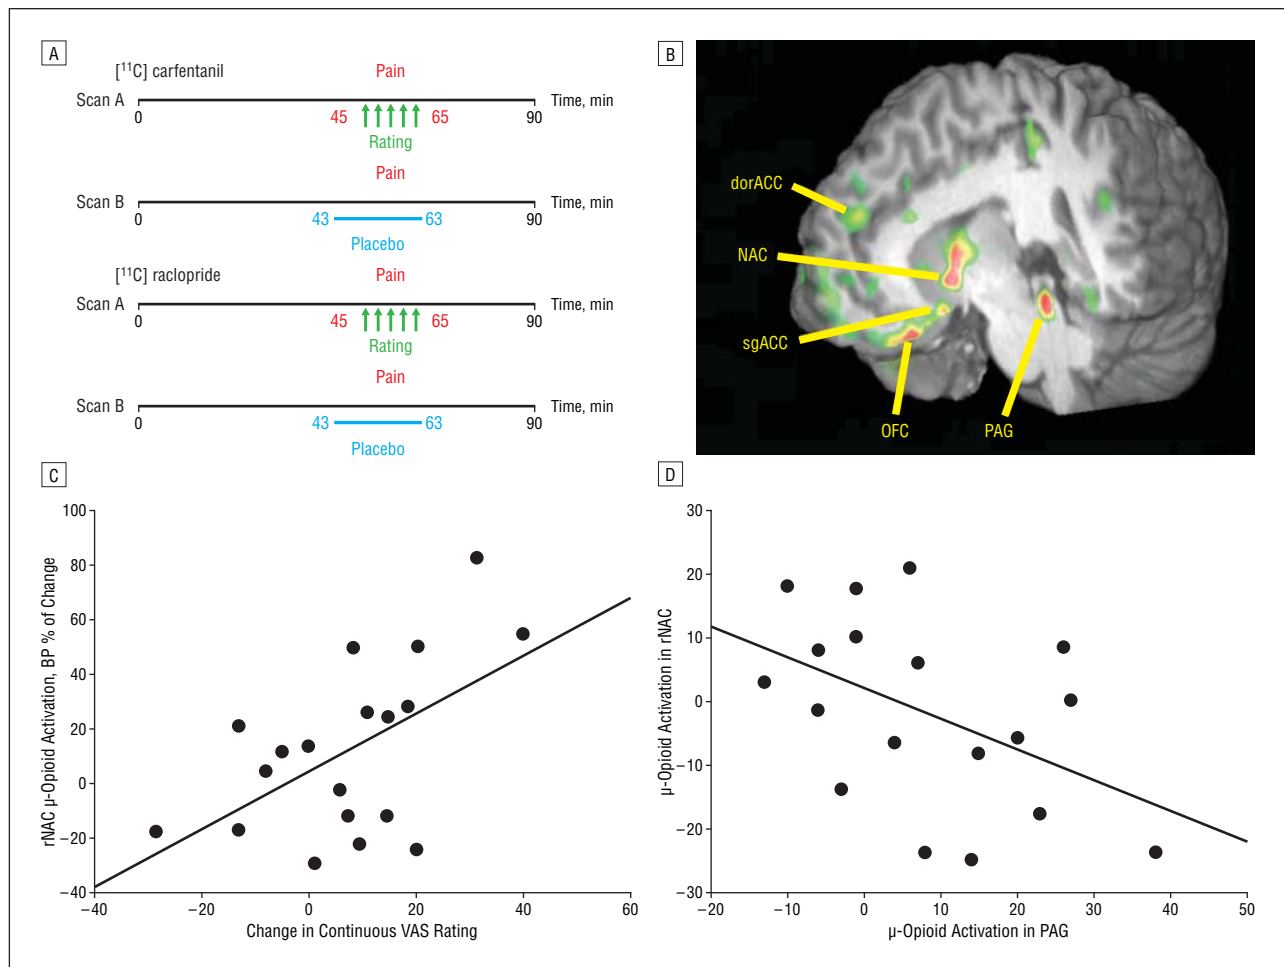 A
[¹¹C] carfentanil
Pain
Scan A
Time, min
0
45
65
90
Rating
Pain
Scan B
Time, min
0
43
63
90
Placebo
[¹¹C] raclopride
Pain
Scan A
Time, min
0
45
65
90
Rating
Pain
Scan B
Time, min
0
43
63
90
Placebo
B
dorACC
NAC
sgACC
OFC
PAG
C
rNAC μ-Opioid Activation, BP % of Change
100
80
60
40
20
0
−20
−40
−40
−20
0
20
40
60
Change in Continuous VAS Rating
D
μ-Opioid Activation in rNAC
30
20
10
0
−10
−20
−30
−20
−10
0
10
20
30
40
50
μ-Opioid Activation in PAG